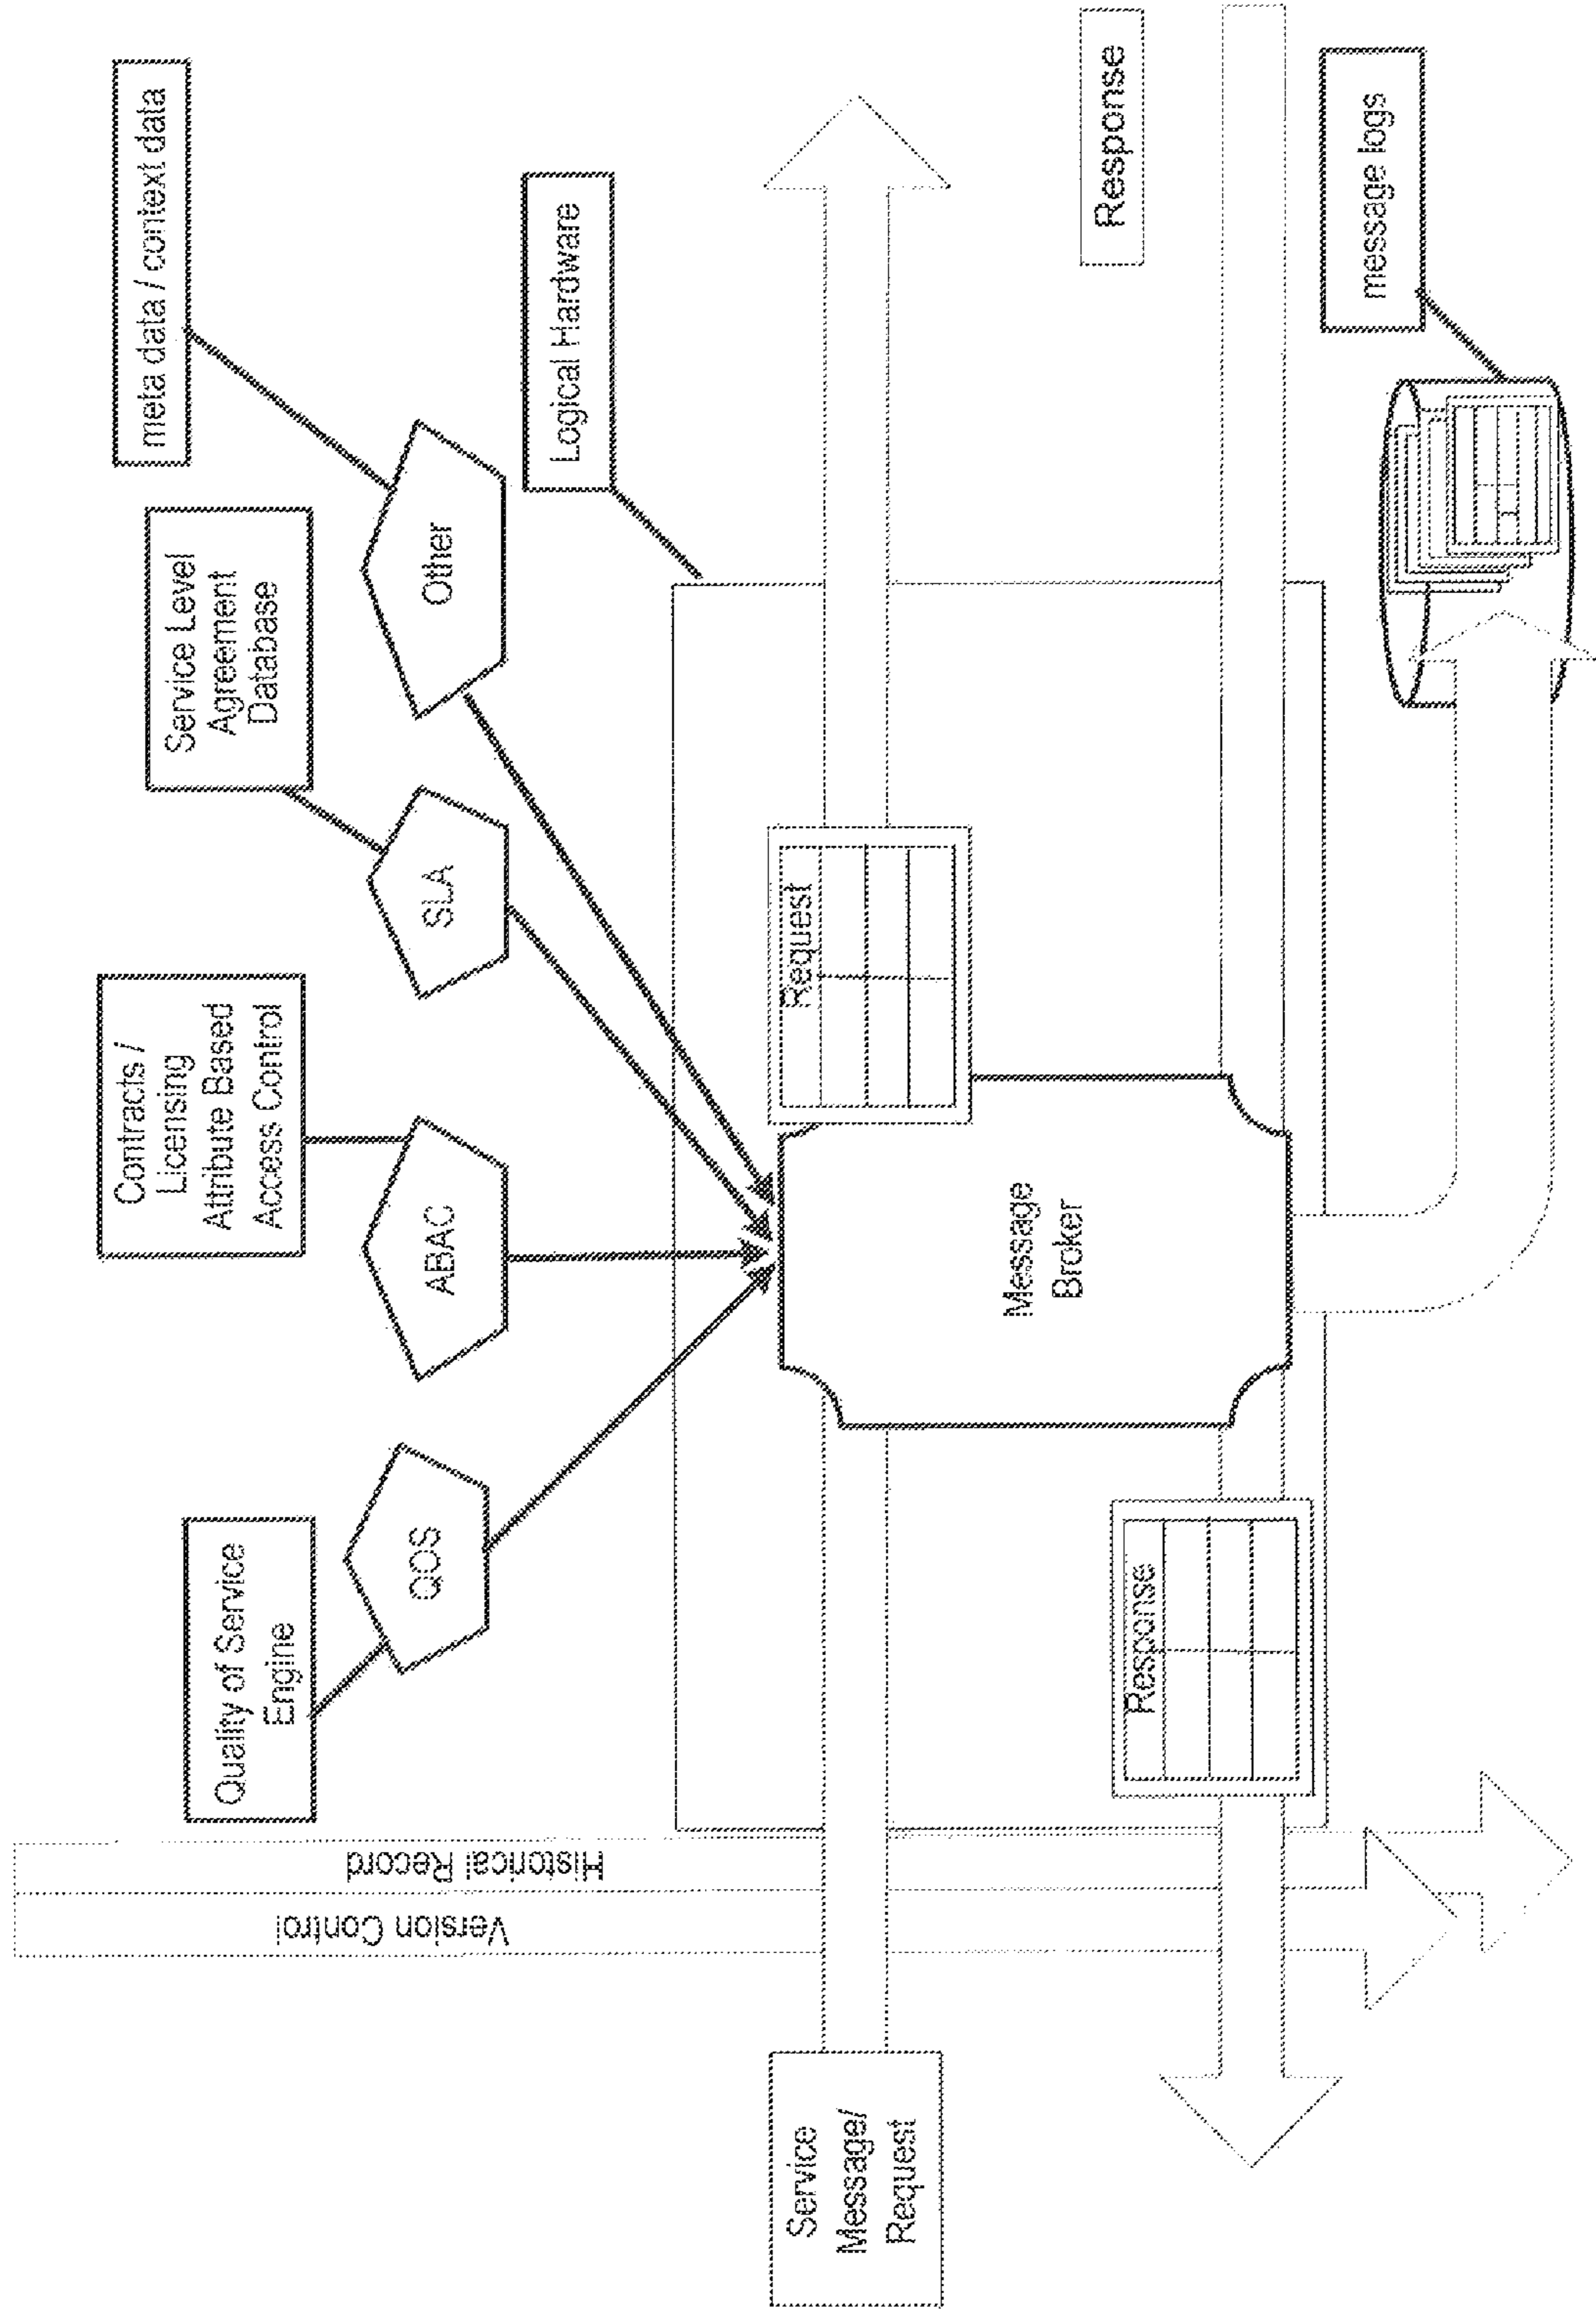 Quality of Service
Engine
Contracts /
Licensing
Attribute Based
Access Control
Service Level
Agreement
Database
meta data / context data
QOS
ABAC
SLA
Other
Logical Hardware
Version Control
Historical Record
Service
Message/
Request
Request
Message
Broker
Response
Response
message logs